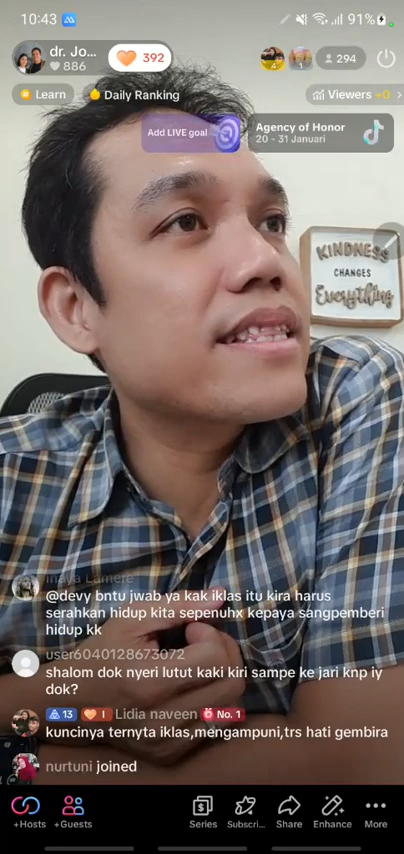 10:43
91%
dr. Jo...
886
392
4
1
294
Learn
Daily Ranking
Viewers +0 >
Add LIVE goal
Agency of Honor
20 - 31 Januari
KINDNESS
CHANGES
Everything
Inaya Lamere
@devy bntu jwab ya kak iklas itu kira harus
serahkan hidup kita sepenuhx kepaya sangpemberi
hidup kk
user6040128673072
shalom dok nyeri lutut kaki kiri sampe ke jari knp iy
dok?
13 I Lidia naveen No. 1
kuncinya ternyta iklas,mengampuni,trs hati gembira
nurtuni joined
+Hosts
+Guests
Series
Subscri...
Share
Enhance
More